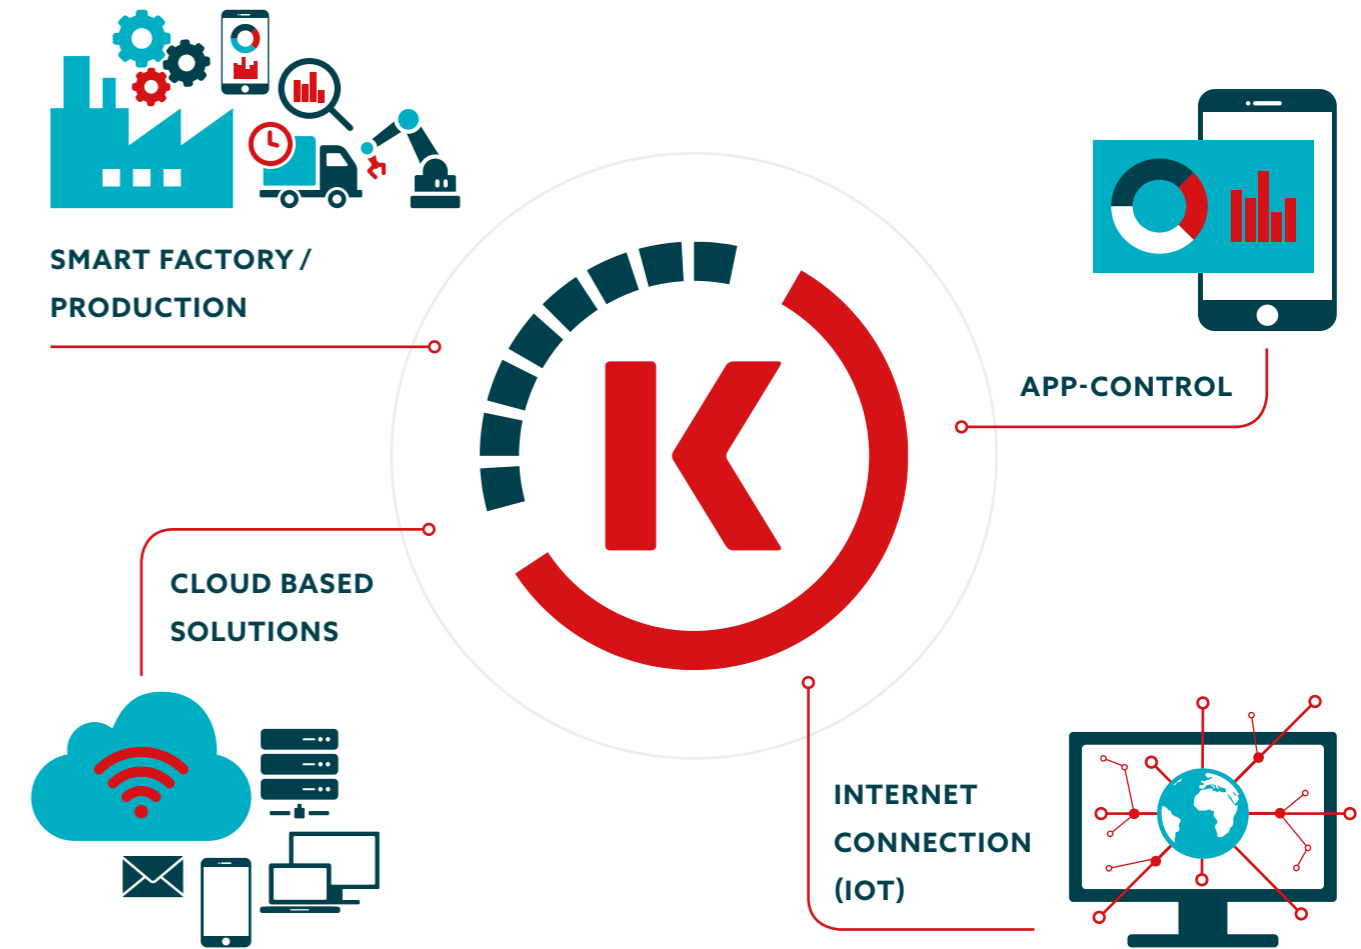 SMART FACTORY /
PRODUCTION
APP-CONTROL
K
CLOUD BASED
SOLUTIONS
INTERNET
CONNECTION
(IOT)